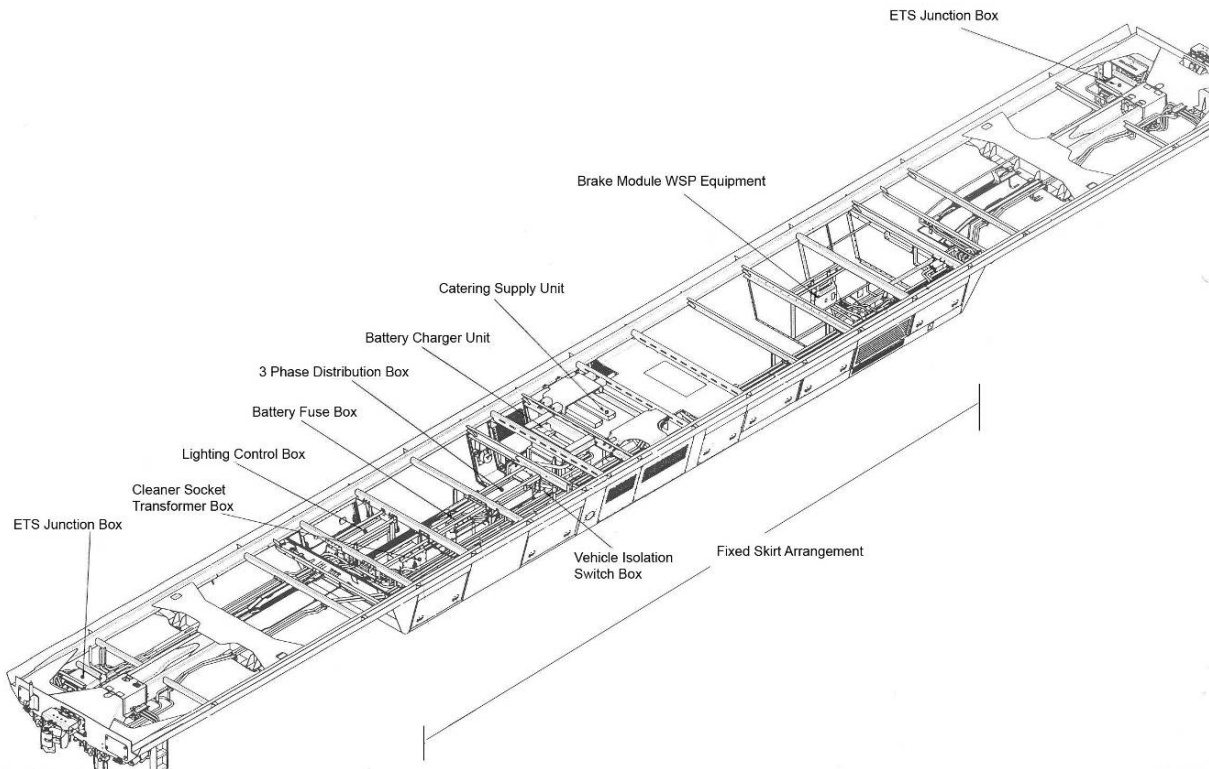 ETS Junction Box
Brake Module WSP Equipment
Catering Supply Unit
Battery Charger Unit
3 Phase Distribution Box
Battery Fuse Box
Lighting Control Box
Cleaner Socket
Transformer Box
ETS Junction Box
Vehicle Isolation
Switch Box
Fixed Skirt Arrangement